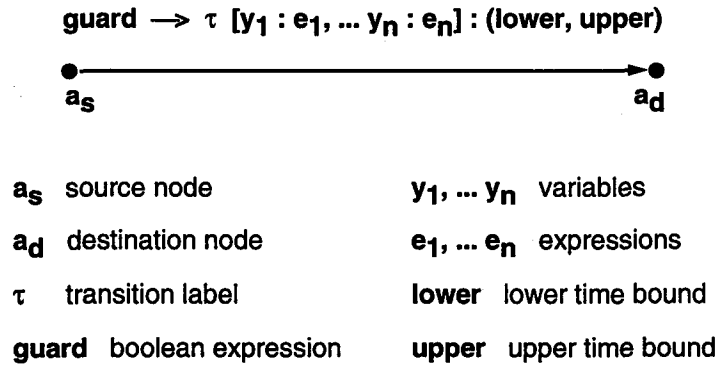 guard —> τ [y1 : e1, ... yn : en] : (lower, upper)
as ad
as source node y1, ... yn variables
ad destination node e1, ... en expressions
τ transition label lower lower time bound
guard boolean expression upper upper time bound